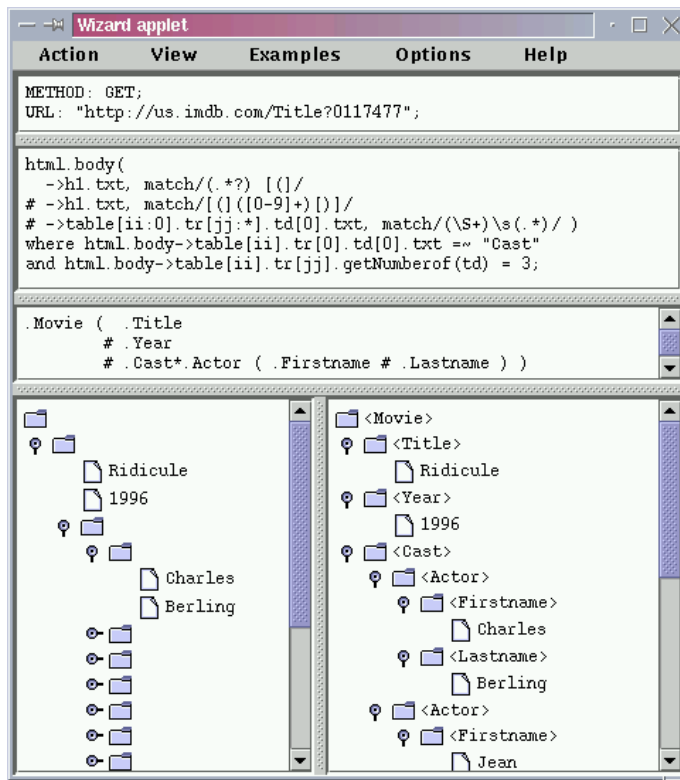 Wizard applet
Action View Examples Options Help
METHOD: GET;
URL: "http://us.imdb.com/Title?0117477";
html.body(
->h1.txt, match/(.*?) [(]/
# ->h1.txt, match/[(]([0-9]+)[)]/
# ->table[ii:0].tr[jj:*].td[0].txt, match/(\S+)\s(.*)/ )
where html.body->table[ii].tr[0].td[0].txt =~ "Cast"
and html.body->table[ii].tr[jj].getNumberof(td) = 3;
.Movie ( .Title
# .Year
# .Cast*.Actor ( .Firstname # .Lastname ) )
Ridicule
1996
Charles
Berling
<Movie>
<Title>
Ridicule
<Year>
1996
<Cast>
<Actor>
<Firstname>
Charles
<Lastname>
Berling
<Actor>
<Firstname>
Jean